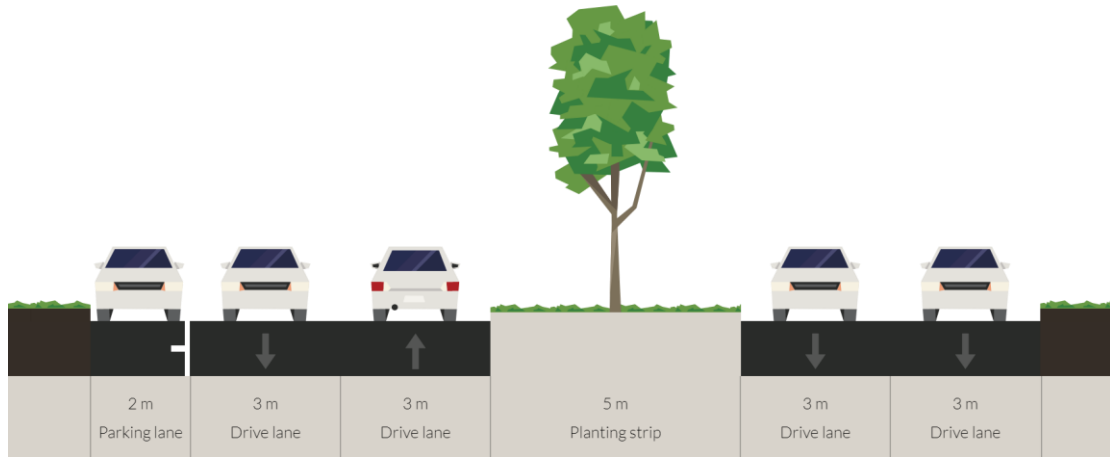 2 m
Parking lane
3 m
Drive lane
3 m
Drive lane
5 m
Planting strip
3 m
Drive lane
3 m
Drive lane